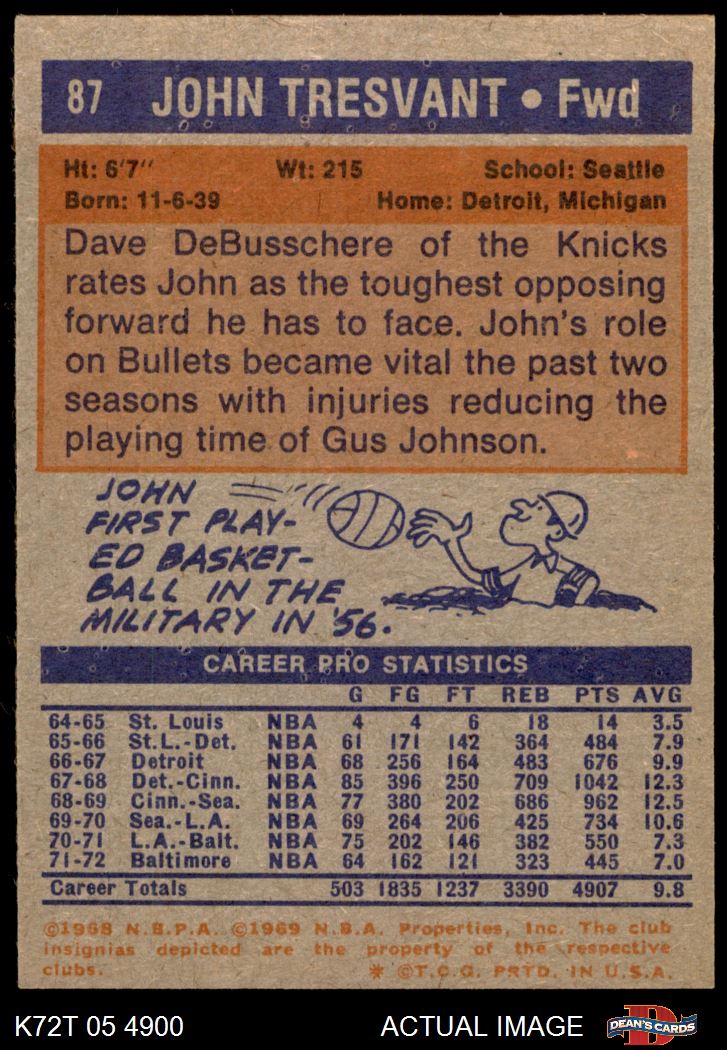 87 JOHN TRESVANT • Fwd
Ht: 6'7" Wt: 215 School: Seattle
Born: 11-6-39 Home: Detroit, Michigan
Dave DeBusschere of the Knicks
rates John as the toughest opposing
forward he has to face. John's role
on Bullets became vital the past two
seasons with injuries reducing the
playing time of Gus Johnson.
JOHN
FIRST PLAY-
ED BASKET-
BALL IN THE
MILITARY IN '56.
CAREER PRO STATISTICS
G FG FT REB PTS AVG
64-65 St. Louis NBA 4 4 6 18 14 3.5
65-66 St.L.-Det. NBA 61 171 142 364 484 7.9
66-67 Detroit NBA 68 256 164 483 676 9.9
67-68 Det.-Cinn. NBA 85 396 250 709 1042 12.3
68-69 Cinn.-Sea. NBA 77 380 202 686 962 12.5
69-70 Sea.-L.A. NBA 69 264 206 425 734 10.6
70-71 L.A.-Balt. NBA 75 202 146 382 550 7.3
71-72 Baltimore NBA 64 162 121 323 445 7.0
Career Totals 503 1835 1237 3390 4907 9.8
©1968 N.B.P.A. ©1969 N.B.A. Properties, Inc. The club
insignias depicted are the property of the respective
clubs. * ©T.C.G. PRTD. IN U.S.A.
K72T 05 4900 ACTUAL IMAGE D DEAN'S CARDS